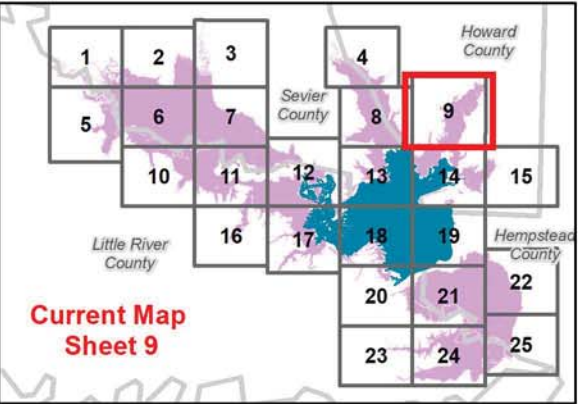 Howard
County
1
2
3
4
Sevier
County
5
6
7
8
9
10
11
12
13
14
15
Little River
County
16
17
18
19
Hempstead
County
20
21
22
Current Map
Sheet 9
23
24
25